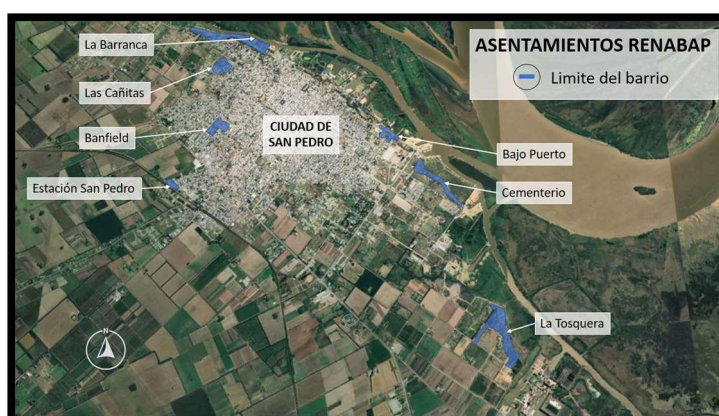 ASENTAMIENTOS RENABAP
Limite del barrio
La Barranca
Las Cañitas
Banfield
CIUDAD DE
SAN PEDRO
Bajo Puerto
Estación San Pedro
Cementerio
La Tosquera
N